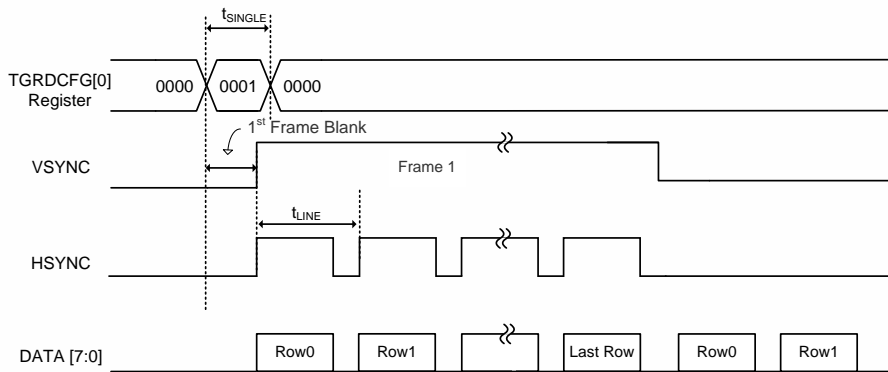 tSINGLE
TGRDCFG[0]
Register
0000
0001
0000
1st Frame Blank
VSYNC
Frame 1
tLINE
HSYNC
DATA [7:0]
Row0
Row1
Last Row
Row0
Row1